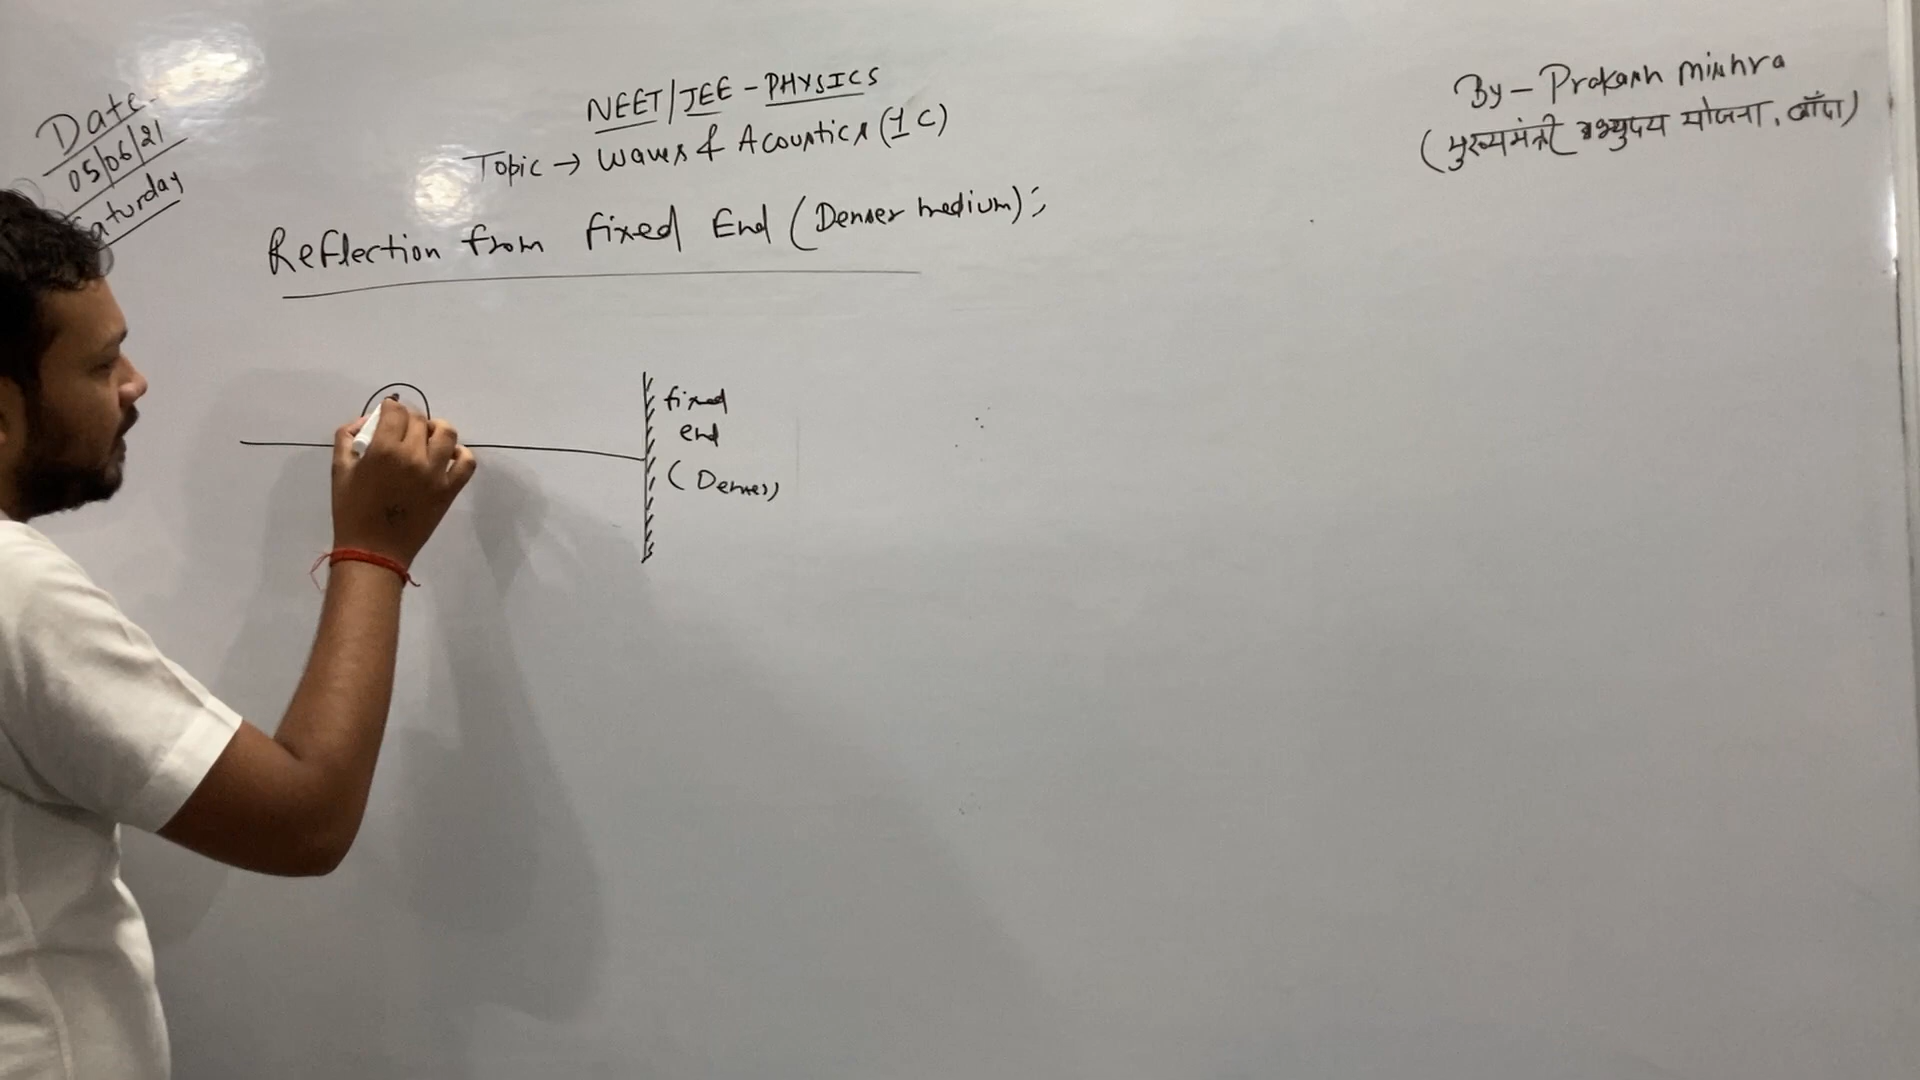 Date-
05/06/21
Saturday
NEET/JEE - PHYSICS
Topic → Waves & Acoustics (1C)
By - Prakash Mishra
(मुख्यमंत्री अभ्युदय योजना, बाँदा)
Reflection from fixed End (Denser medium):
fixed
end
(Denser)